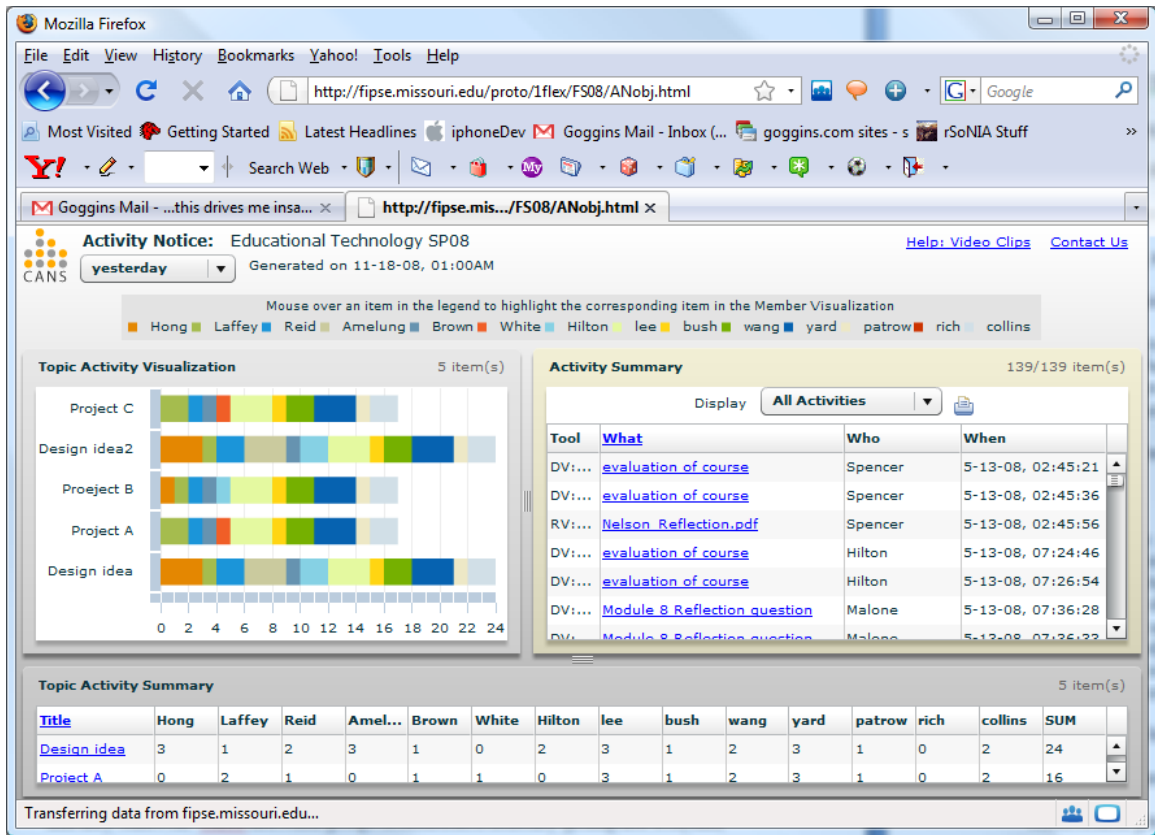 Mozilla Firefox
File Edit View History Bookmarks Yahoo! Tools Help
http://fipse.missouri.edu/proto/1flex/FS08/ANobj.html
G Google
Most Visited Getting Started Latest Headlines iphoneDev Goggins Mail - Inbox (... goggins.com sites - s rSoNIA Stuff »
Y! Search Web My
Goggins Mail - ...this drives me insa... http://fipse.mis.../FS08/ANobj.html
CANS
Activity Notice: Educational Technology SP08
Help: Video Clips Contact Us
yesterday Generated on 11-18-08, 01:00AM
Mouse over an item in the legend to highlight the corresponding item in the Member Visualization
Hong Laffey Reid Amelung Brown White Hilton lee bush wang yard patrow rich collins
Topic Activity Visualization 5 item(s)
Project C
Design idea2
Proeject B
Project A
Design idea
0 2 4 6 8 10 12 14 16 18 20 22 24
Activity Summary 139/139 item(s)
Display All Activities
Tool What Who When
DV:... evaluation of course Spencer 5-13-08, 02:45:21
DV:... evaluation of course Spencer 5-13-08, 02:45:36
RV:... Nelson_Reflection.pdf Spencer 5-13-08, 02:45:56
DV:... evaluation of course Hilton 5-13-08, 07:24:46
DV:... evaluation of course Hilton 5-13-08, 07:26:54
DV:... Module 8 Reflection question Malone 5-13-08, 07:36:28
DV:... Module 8 Reflection question Malone 5-13-08, 07:36:33
Topic Activity Summary 5 item(s)
Title Hong Laffey Reid Amel... Brown White Hilton lee bush wang yard patrow rich collins SUM
Design idea 3 1 2 3 1 0 2 3 1 2 3 1 0 2 24
Project A 0 2 1 0 1 1 0 3 1 2 3 1 0 2 16
Transferring data from fipse.missouri.edu...